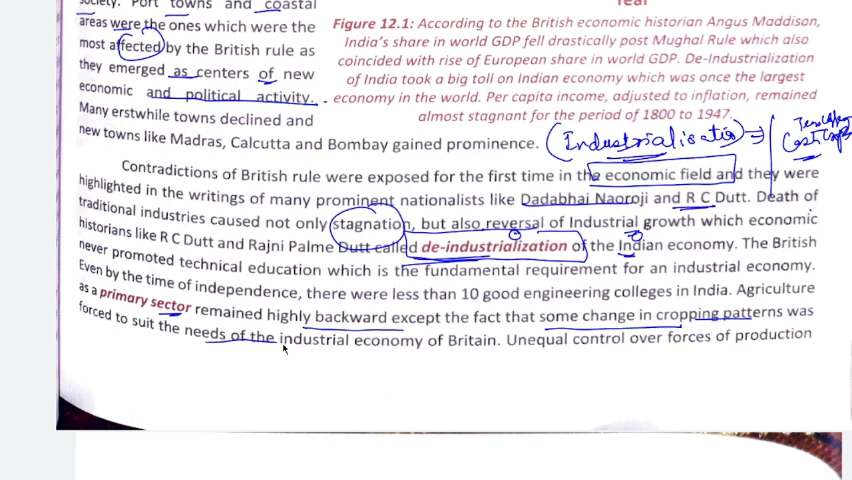 society. Port towns and coastal
areas were the ones which were the
most affected by the British rule as
they emerged as centers of new
economic and political activity.
Many erstwhile towns declined and
new towns like Madras, Calcutta and Bombay gained prominence.
Year
Figure 12.1: According to the British economic historian Angus Maddison,
India's share in world GDP fell drastically post Mughal Rule which also
coincided with rise of European share in world GDP. De-Industrialization
of India took a big toll on Indian economy which was once the largest
economy in the world. Per capita income, adjusted to inflation, remained
almost stagnant for the period of 1800 to 1947.
(Industrialisation) ⇒
Contradictions of British rule were exposed for the first time in the economic field and they were
highlighted in the writings of many prominent nationalists like Dadabhai Naoroji and R C Dutt. Death of
traditional industries caused not only stagnation, but also reversal of Industrial growth which economic
historians like R C Dutt and Rajni Palme Dutt called de-industrialization of the Indian economy. The British
never promoted technical education which is the fundamental requirement for an industrial economy.
Even by the time of independence, there were less than 10 good engineering colleges in India. Agriculture
as a primary sector remained highly backward except the fact that some change in cropping patterns was
forced to suit the needs of the industrial economy of Britain. Unequal control over forces of production